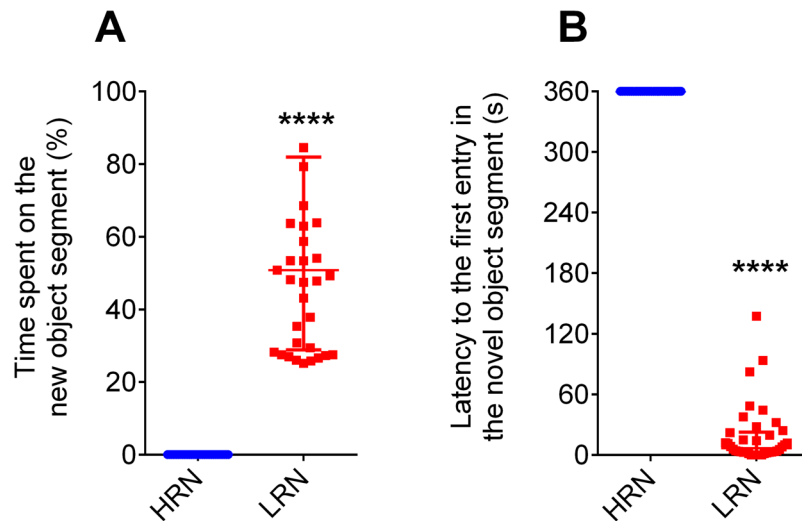 A
Time spent on the
new object segment (%)
100
80
60
40
20
0
****
HRN
LRN
B
Latency to the first entry in
the novel object segment (s)
360
300
240
180
120
60
0
****
HRN
LRN